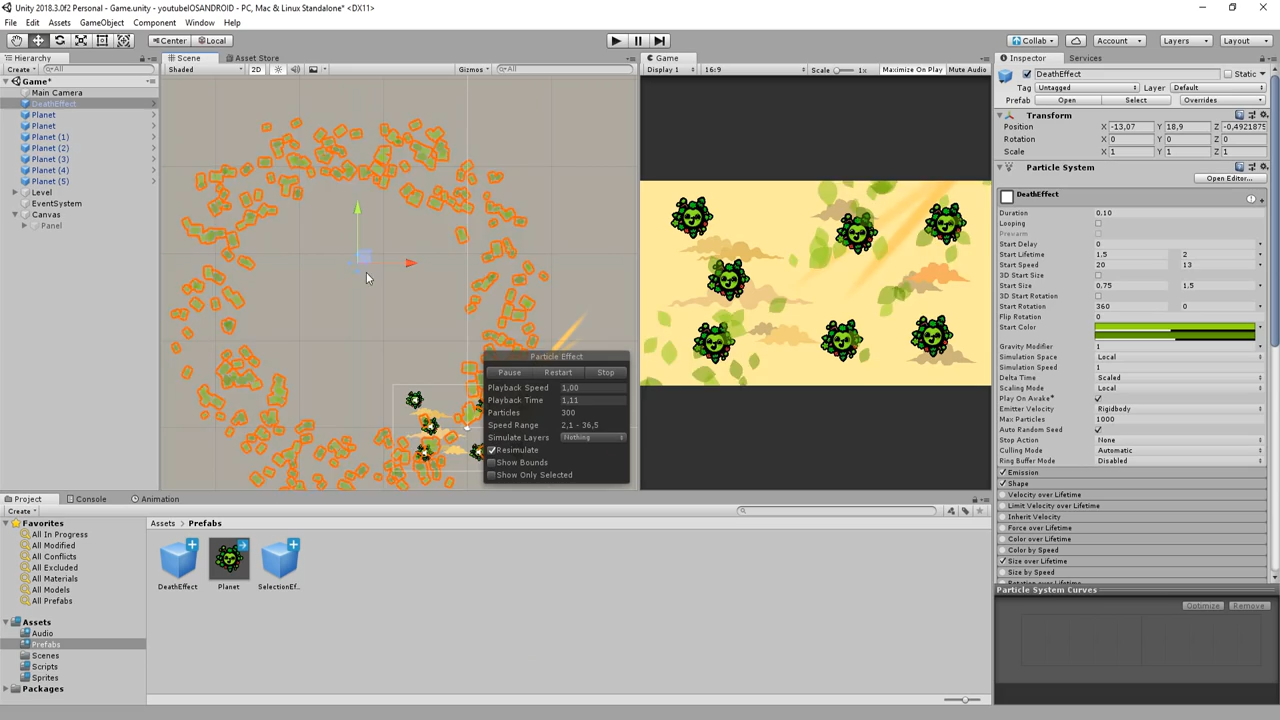 Unity 2018.3.0f2 Personal - Game.unity - youtubeIOSANDROID - PC, Mac & Linux Standalone* <DX11>
File Edit Assets GameObject Component Window Help
Center Local Collab Account Layers Layout
Hierarchy Scene Asset Store Game Inspector Services
Create All Shaded 2D Gizmos All Display 1 16:9 Scale 1x Maximize On Play Mute Audio
DeathEffect Static
Tag Untagged Layer Default
Prefab Open Select Overrides
Game*
Main Camera
DeathEffect
Planet
Planet
Planet (1)
Planet (2)
Planet (3)
Planet (4)
Planet (5)
Level
EventSystem
Canvas
Panel
Transform
Position X -13,07 Y 18,9 Z -0,4921875
Rotation X 0 Y 0 Z 0
Scale X 1 Y 1 Z 1
Particle System
Open Editor...
DeathEffect
Duration 0.10
Looping
Prewarm
Start Delay 0
Start Lifetime 1.5 2
Start Speed 20 13
3D Start Size
Start Size 0.75 1.5
3D Start Rotation
Start Rotation 360 0
Flip Rotation 0
Start Color
Gravity Modifier 1
Simulation Space Local
Simulation Speed 1
Delta Time Scaled
Scaling Mode Local
Play On Awake*
Emitter Velocity Rigidbody
Max Particles 1000
Auto Random Seed
Stop Action None
Culling Mode Automatic
Ring Buffer Mode Disabled
Emission
Shape
Velocity over Lifetime
Limit Velocity over Lifetime
Inherit Velocity
Force over Lifetime
Color over Lifetime
Color by Speed
Size over Lifetime
Size by Speed
Rotation over Lifetime
Particle System Curves
Optimize Remove
Particle Effect
Pause Restart Stop
Playback Speed 1,00
Playback Time 1,11
Particles 300
Speed Range 2,1 - 36,5
Simulate Layers Nothing
Resimulate
Show Bounds
Show Only Selected
Project Console Animation
Create
Favorites
All In Progress
All Modified
All Conflicts
All Excluded
All Materials
All Models
All Prefabs
Assets
Audio
Prefabs
Scenes
Scripts
Sprites
Packages
Assets Prefabs
DeathEffect Planet SelectionEf...